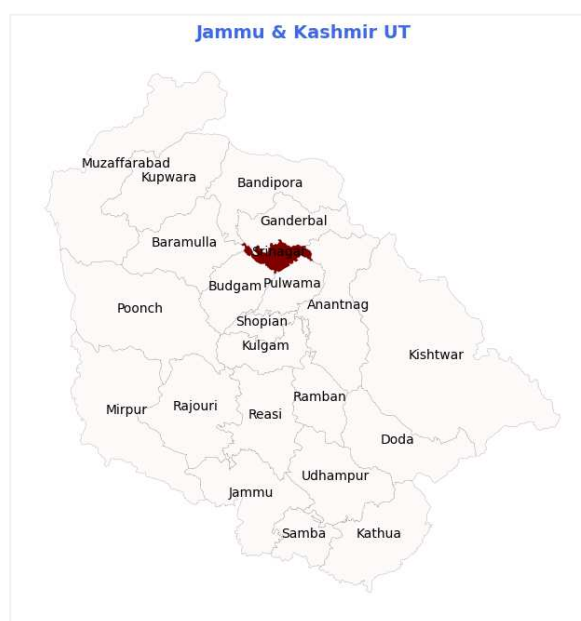 Jammu & Kashmir UT
Muzaffarabad
Kupwara
Bandipora
Ganderbal
Baramulla
Srinagar
Budgam
Pulwama
Anantnag
Poonch
Shopian
Kulgam
Kishtwar
Mirpur
Rajouri
Reasi
Ramban
Doda
Udhampur
Jammu
Samba
Kathua